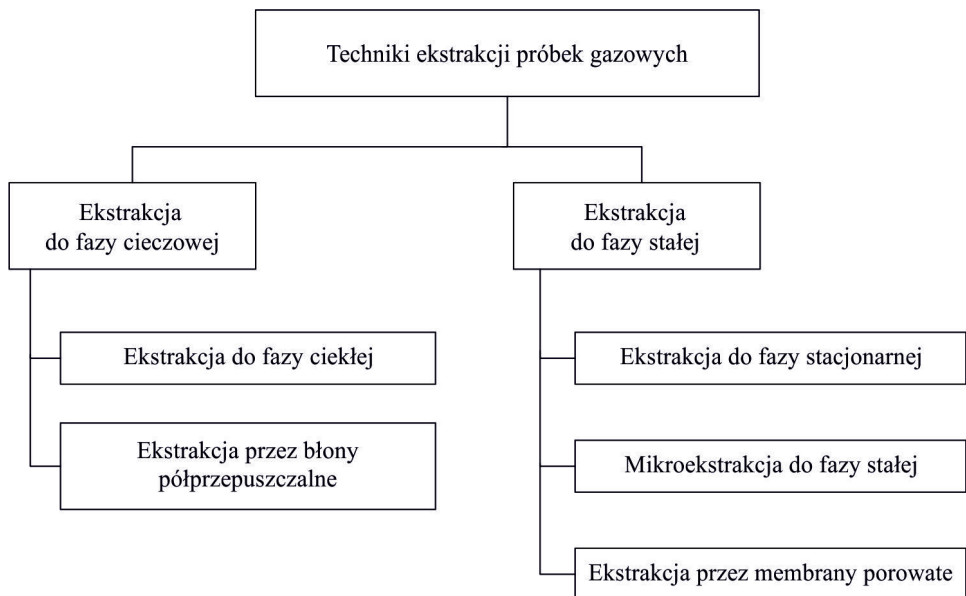 Techniki ekstrakcji próbek gazowych
Ekstrakcja
do fazy cieczowej
Ekstrakcja do fazy ciekłej
Ekstrakcja przez błony
półprzepuszczalne
Ekstrakcja
do fazy stałej
Ekstrakcja do fazy stacjonarnej
Mikroekstrakcja do fazy stałej
Ekstrakcja przez membrany porowate